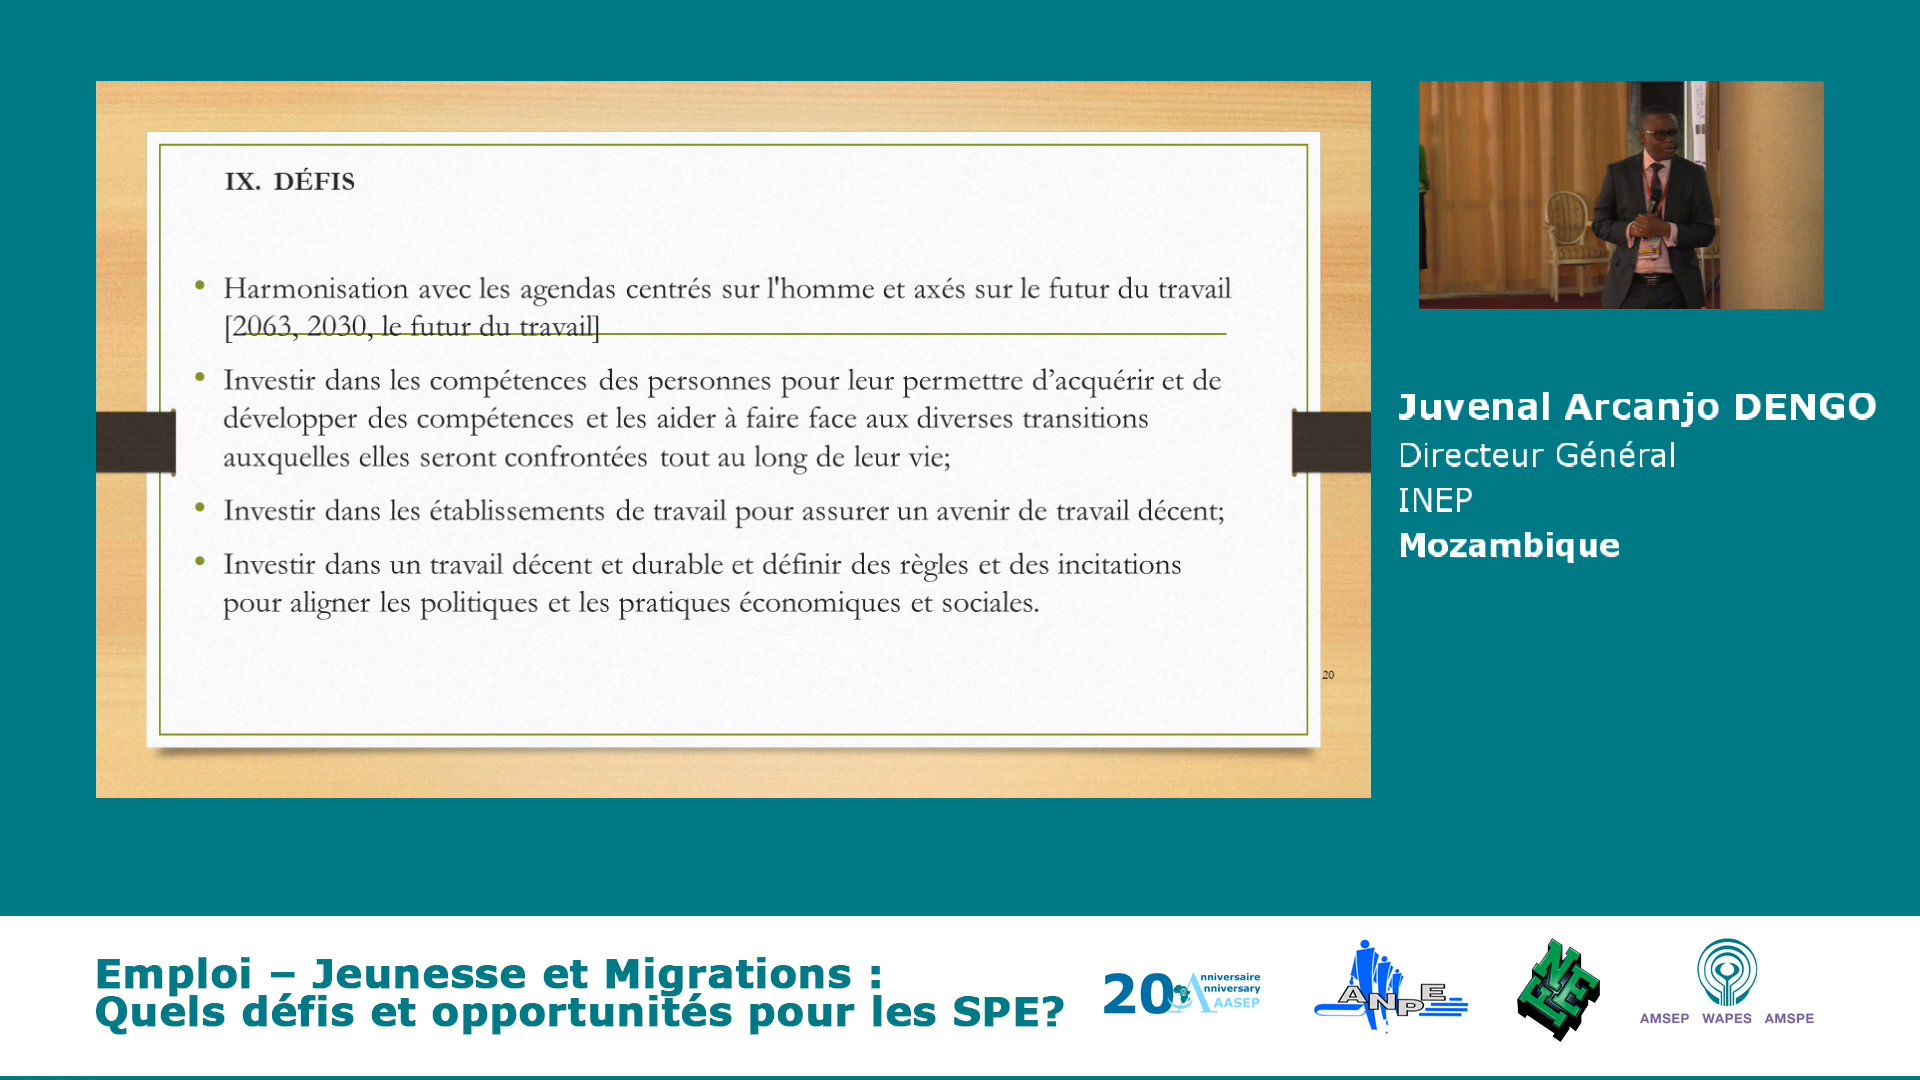 IX. DÉFIS
• Harmonisation avec les agendas centrés sur l'homme et axés sur le futur du travail
[2063, 2030, le futur du travail]
• Investir dans les compétences des personnes pour leur permettre d’acquérir et de
développer des compétences et les aider à faire face aux diverses transitions
auxquelles elles seront confrontées tout au long de leur vie;
• Investir dans les établissements de travail pour assurer un avenir de travail décent;
• Investir dans un travail décent et durable et définir des règles et des incitations
pour aligner les politiques et les pratiques économiques et sociales.
20
Juvenal Arcanjo DENGO
Directeur Général
INEP
Mozambique
Emploi – Jeunesse et Migrations :
Quels défis et opportunités pour les SPE?
20 Anniversaire
Anniversary
AASEP
ANPE
AMSEP WAPES AMSPE